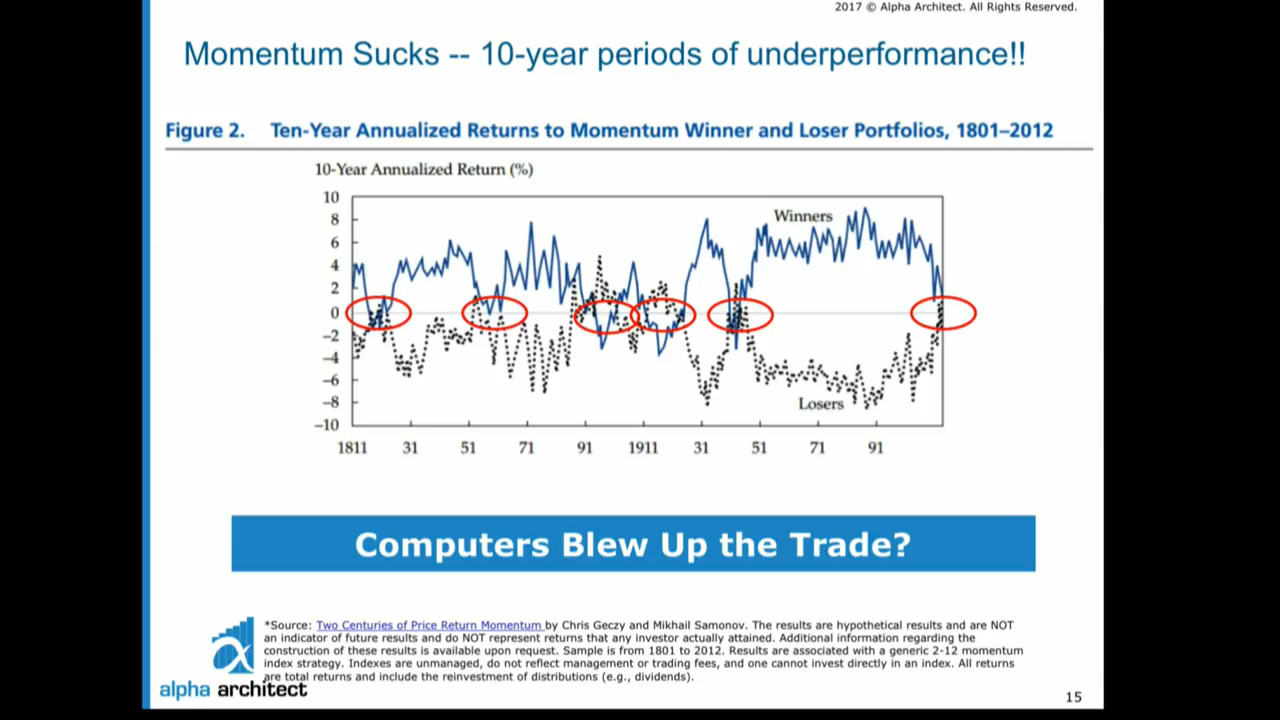 2017 © Alpha Architect. All Rights Reserved.
Momentum Sucks -- 10-year periods of underperformance!!
Figure 2. Ten-Year Annualized Returns to Momentum Winner and Loser Portfolios, 1801–2012
10-Year Annualized Return (%)
10
8
6
4
2
0
−2
−4
−6
−8
−10
Winners
Losers
1811 31 51 71 91 1911 31 51 71 91
Computers Blew Up the Trade?
*Source: Two Centuries of Price Return Momentum by Chris Geczy and Mikhail Samonov. The results are hypothetical results and are NOT
an indicator of future results and do NOT represent returns that any investor actually attained. Additional information regarding the
construction of these results is available upon request. Sample is from 1801 to 2012. Results are associated with a generic 2-12 momentum
index strategy. Indexes are unmanaged, do not reflect management or trading fees, and one cannot invest directly in an index. All returns
are total returns and include the reinvestment of distributions (e.g., dividends).
alpha architect
15